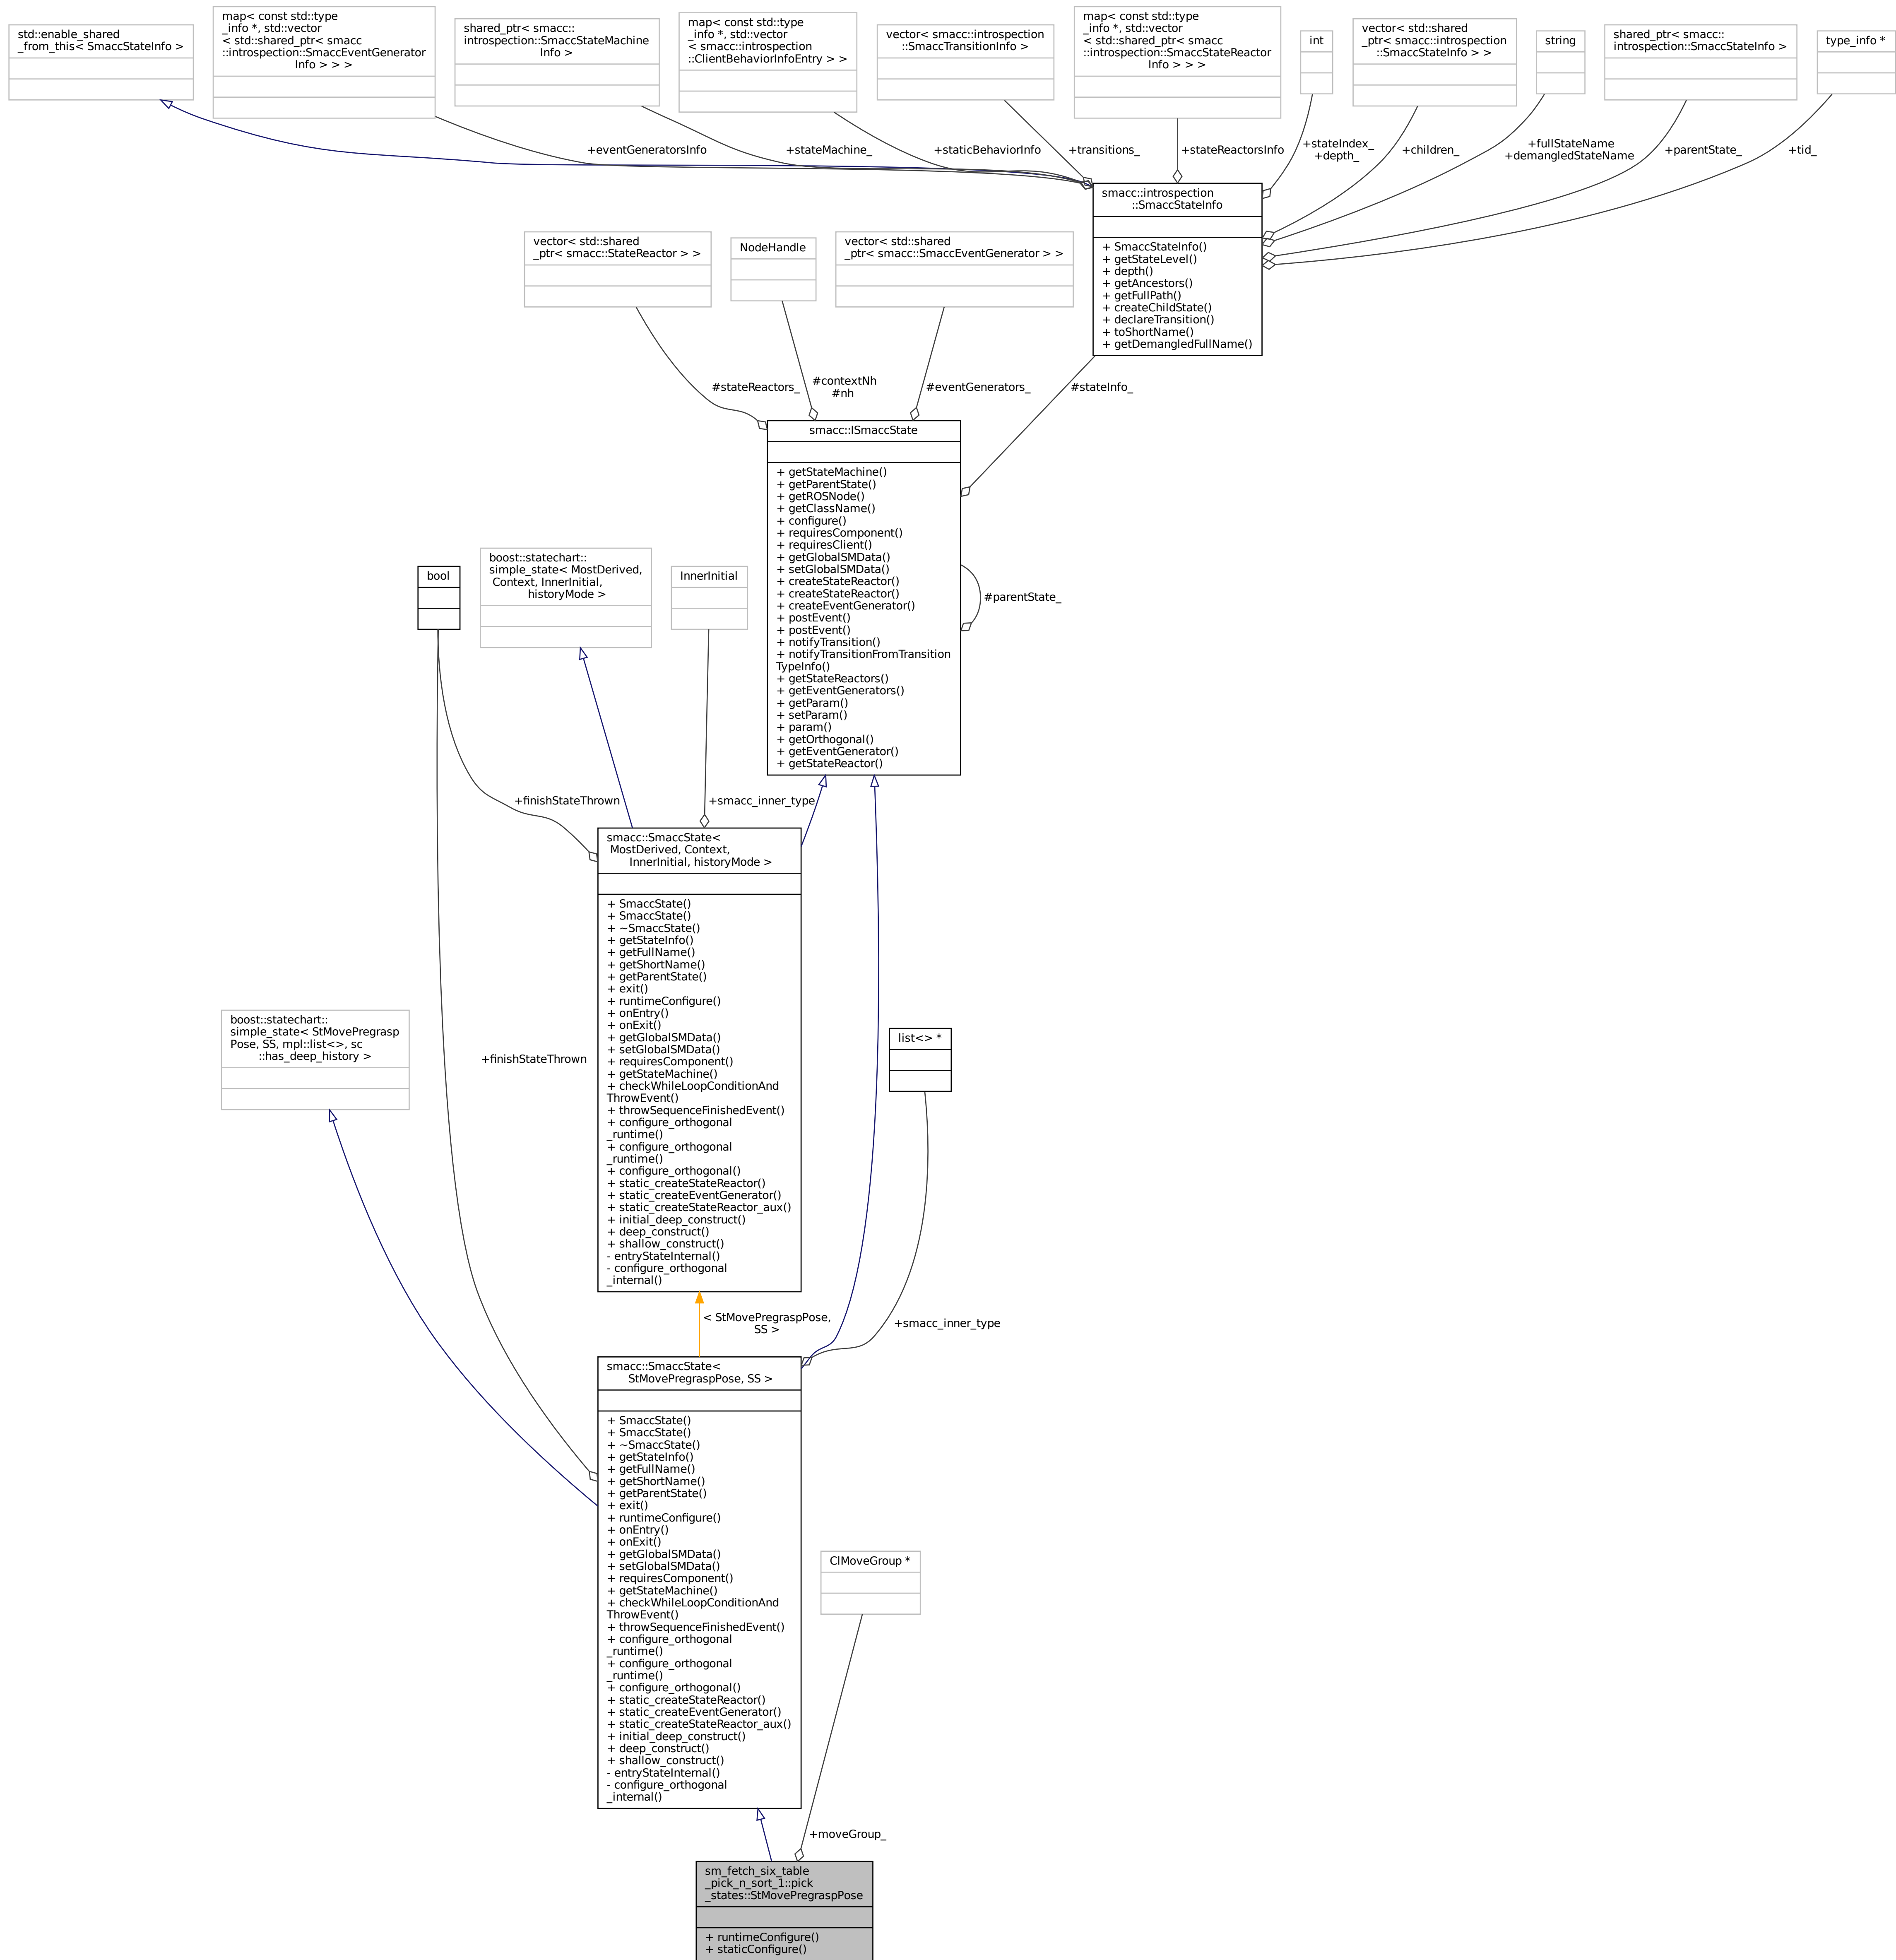 std::enable_shared
_from_this< SmaccStateInfo >
map< const std::type
_info *, std::vector
< std::shared_ptr< smacc
::introspection::SmaccEventGenerator
Info > > >
shared_ptr< smacc::
introspection::SmaccStateMachine
Info >
map< const std::type
_info *, std::vector
< smacc::introspection
::ClientBehaviorInfoEntry > >
vector< smacc::introspection
::SmaccTransitionInfo >
map< const std::type
_info *, std::vector
< std::shared_ptr< smacc
::introspection::SmaccStateReactor
Info > > >
int
vector< std::shared
_ptr< smacc::introspection
::SmaccStateInfo > >
string
shared_ptr< smacc::
introspection::SmaccStateInfo >
type_info *
+eventGeneratorsInfo
+stateMachine_
+staticBehaviorInfo
+transitions_
+stateReactorsInfo
+stateIndex_
+depth_
+children_
+fullStateName
+demangledStateName
+parentState_
+tid_
smacc::introspection
::SmaccStateInfo
+ SmaccStateInfo()
+ getStateLevel()
+ depth()
+ getAncestors()
+ getFullPath()
+ createChildState()
+ declareTransition()
+ toShortName()
+ getDemangledFullName()
vector< std::shared
_ptr< smacc::StateReactor > >
NodeHandle
vector< std::shared
_ptr< smacc::SmaccEventGenerator > >
#stateReactors_
#contextNh
#nh
#eventGenerators_
#stateInfo_
smacc::ISmaccState
+ getStateMachine()
+ getParentState()
+ getROSNode()
+ getClassName()
+ configure()
+ requiresComponent()
+ requiresClient()
+ getGlobalSMData()
+ setGlobalSMData()
+ createStateReactor()
+ createStateReactor()
+ createEventGenerator()
+ postEvent()
+ postEvent()
+ notifyTransition()
+ notifyTransitionFromTransition
TypeInfo()
+ getStateReactors()
+ getEventGenerators()
+ getParam()
+ setParam()
+ param()
+ getOrthogonal()
+ getEventGenerator()
+ getStateReactor()
#parentState_
bool
boost::statechart::
simple_state< MostDerived,
Context, InnerInitial,
historyMode >
InnerInitial
+finishStateThrown
+smacc_inner_type
smacc::SmaccState<
MostDerived, Context,
InnerInitial, historyMode >
+ SmaccState()
+ SmaccState()
+ ~SmaccState()
+ getStateInfo()
+ getFullName()
+ getShortName()
+ getParentState()
+ exit()
+ runtimeConfigure()
+ onEntry()
+ onExit()
+ getGlobalSMData()
+ setGlobalSMData()
+ requiresComponent()
+ getStateMachine()
+ checkWhileLoopConditionAnd
ThrowEvent()
+ throwSequenceFinishedEvent()
+ configure_orthogonal
_runtime()
+ configure_orthogonal
_runtime()
+ configure_orthogonal()
+ static_createStateReactor()
+ static_createEventGenerator()
+ static_createStateReactor_aux()
+ initial_deep_construct()
+ deep_construct()
+ shallow_construct()
- entryStateInternal()
- configure_orthogonal
_internal()
boost::statechart::
simple_state< StMovePregrasp
Pose, SS, mpl::list<>, sc
::has_deep_history >
+finishStateThrown
list<> *
< StMovePregraspPose,
SS >
+smacc_inner_type
smacc::SmaccState<
StMovePregraspPose, SS >
+ SmaccState()
+ SmaccState()
+ ~SmaccState()
+ getStateInfo()
+ getFullName()
+ getShortName()
+ getParentState()
+ exit()
+ runtimeConfigure()
+ onEntry()
+ onExit()
+ getGlobalSMData()
+ setGlobalSMData()
+ requiresComponent()
+ getStateMachine()
+ checkWhileLoopConditionAnd
ThrowEvent()
+ throwSequenceFinishedEvent()
+ configure_orthogonal
_runtime()
+ configure_orthogonal
_runtime()
+ configure_orthogonal()
+ static_createStateReactor()
+ static_createEventGenerator()
+ static_createStateReactor_aux()
+ initial_deep_construct()
+ deep_construct()
+ shallow_construct()
- entryStateInternal()
- configure_orthogonal
_internal()
ClMoveGroup *
+moveGroup_
sm_fetch_six_table
_pick_n_sort_1::pick
_states::StMovePregraspPose
+ runtimeConfigure()
+ staticConfigure()